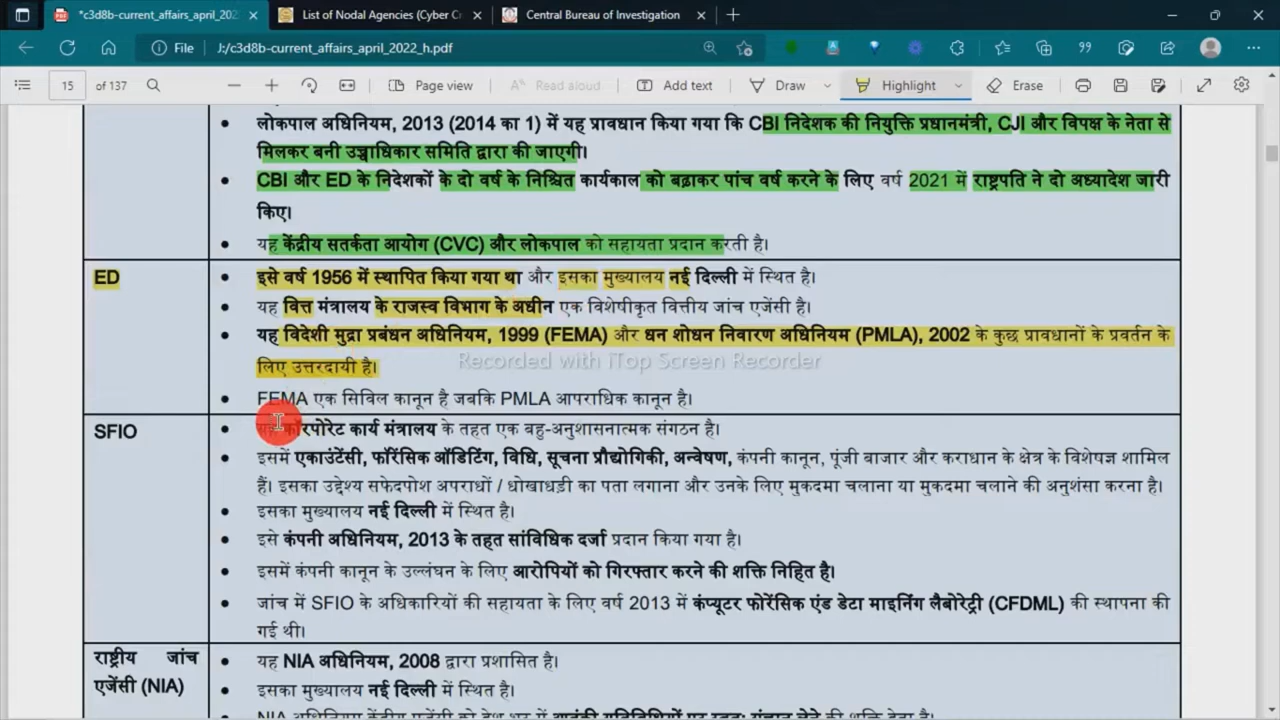 *c3d8b-current_affairs_april_202
List of Nodal Agencies (Cyber Cr
Central Bureau of Investigation
File
J:/c3d8b-current_affairs_april_2022_h.pdf
15 of 137
Page view
Read aloud
Add text
Draw
Highlight
Erase
लोकपाल अधिनियम, 2013 (2014 का 1) में यह प्रावधान किया गया कि CBI निदेशक की नियुक्ति प्रधानमंत्री, CJI और विपक्ष के नेता से
मिलकर बनी उच्चाधिकार समिति द्वारा की जाएगी।
CBI और ED के निदेशकों के दो वर्ष के निश्चित कार्यकाल को बढ़ाकर पांच वर्ष करने के लिए वर्ष 2021 में राष्ट्रपति ने दो अध्यादेश जारी
किए।
यह केंद्रीय सतर्कता आयोग (CVC) और लोकपाल को सहायता प्रदान करती है।
ED
इसे वर्ष 1956 में स्थापित किया गया था और इसका मुख्यालय नई दिल्ली में स्थित है।
यह वित्त मंत्रालय के राजस्व विभाग के अधीन एक विशेषीकृत वित्तीय जांच एजेंसी है।
यह विदेशी मुद्रा प्रबंधन अधिनियम, 1999 (FEMA) और धन शोधन निवारण अधिनियम (PMLA), 2002 के कुछ प्रावधानों के प्रवर्तन के
लिए उत्तरदायी है।
Recorded with iTop Screen Recorder
FEMA एक सिविल कानून है जबकि PMLA आपराधिक कानून है।
SFIO
यह कॉरपोरेट कार्य मंत्रालय के तहत एक बहु-अनुशासनात्मक संगठन है।
इसमें एकाउंटेंसी, फॉरेंसिक ऑडिटिंग, विधि, सूचना प्रौद्योगिकी, अन्वेषण, कंपनी कानून, पूंजी बाजार और कराधान के क्षेत्र के विशेषज्ञ शामिल
हैं। इसका उद्देश्य सफेदपोश अपराधों / धोखाधड़ी का पता लगाना और उनके लिए मुकदमा चलाना या मुकदमा चलाने की अनुशंसा करना है।
इसका मुख्यालय नई दिल्ली में स्थित है।
इसे कंपनी अधिनियम, 2013 के तहत सांविधिक दर्जा प्रदान किया गया है।
इसमें कंपनी कानून के उल्लंघन के लिए आरोपियों को गिरफ्तार करने की शक्ति निहित है।
जांच में SFIO के अधिकारियों की सहायता के लिए वर्ष 2013 में कंप्यूटर फोरेंसिक एंड डेटा माइनिंग लैबोरेट्री (CFDML) की स्थापना की
गई थी।
राष्ट्रीय जांच
एजेंसी (NIA)
यह NIA अधिनियम, 2008 द्वारा प्रशासित है।
इसका मुख्यालय नई दिल्ली में स्थित है।